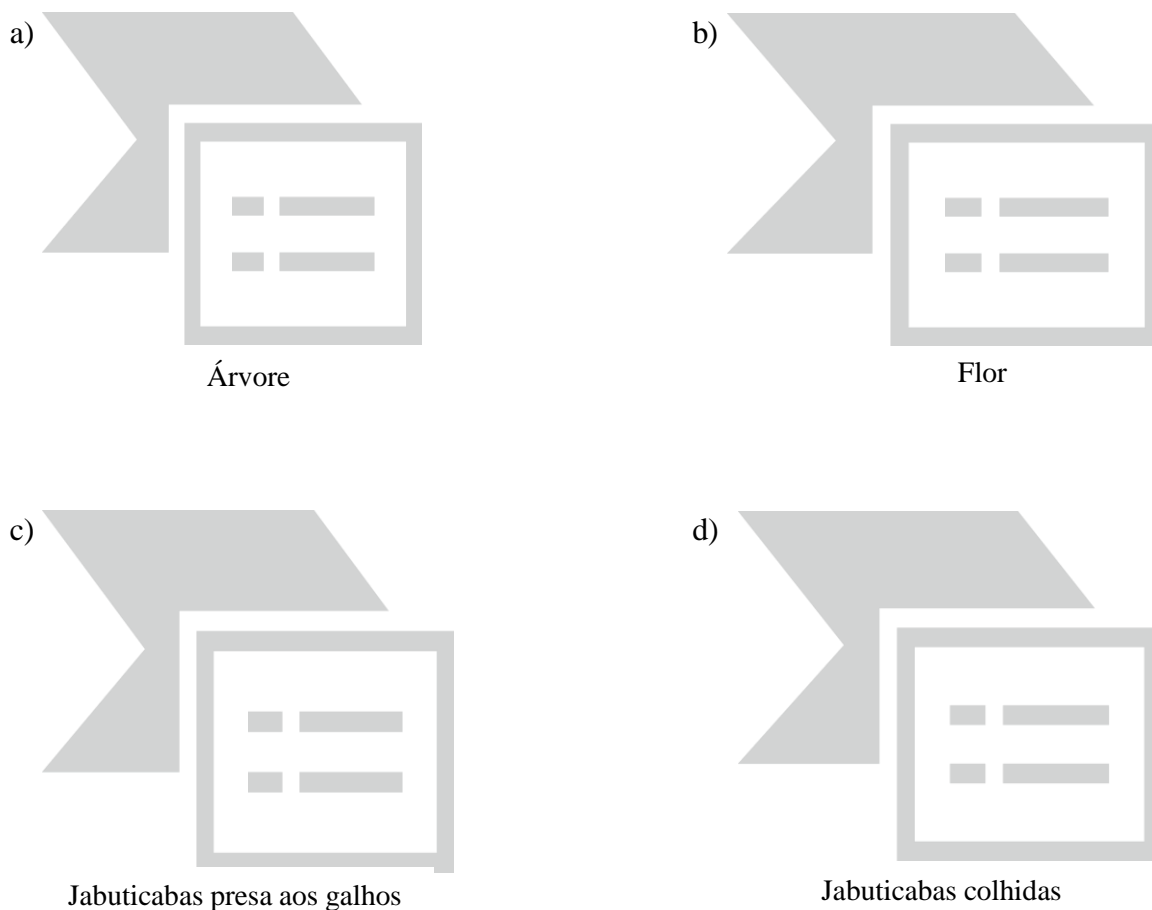 a)
b)
Árvore
Flor
c)
d)
Jabuticabas presa aos galhos
Jabuticabas colhidas